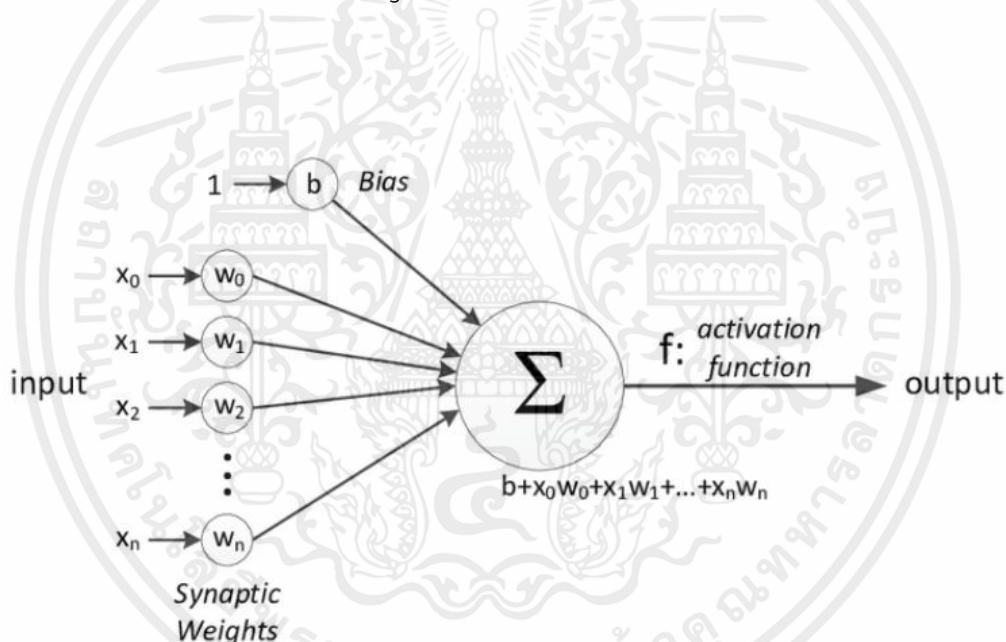 1
b
Bias
x₀
w₀
x₁
w₁
x₂
w₂
xₙ
wₙ
input
Synaptic
Weights
Σ
b+x₀w₀+x₁w₁+...+xₙwₙ
f:
activation
function
output